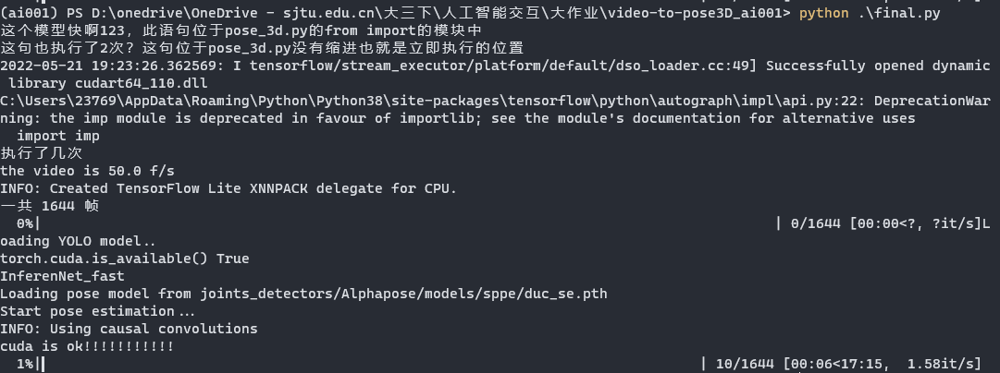 (ai001) PS D:\onedrive\OneDrive - sjtu.edu.cn\大三下\人工智能交互\大作业\video-to-pose3D_ai001> python .\final.py
这个模型快啊123，此语句位于pose_3d.py的from import的模块中
这句也执行了2次? 这句位于pose_3d.py没有缩进也就是立即执行的位置
2022-05-21 19:23:26.362569: I tensorflow/stream_executor/platform/default/dso_loader.cc:49] Successfully opened dynamic
library cudart64_110.dll
C:\Users\23769\AppData\Roaming\Python\Python38\site-packages\tensorflow\python\autograph\impl\api.py:22: DeprecationWar
ning: the imp module is deprecated in favour of importlib; see the module's documentation for alternative uses
import imp
执行了几次
the video is 50.0 f/s
INFO: Created TensorFlow Lite XNNPACK delegate for CPU.
一共 1644 帧
0%| | 0/1644 [00:00<?, ?it/s]L
oading YOLO model..
torch.cuda.is_available() True
InferenNet_fast
Loading pose model from joints_detectors/Alphapose/models/sppe/duc_se.pth
Start pose estimation...
INFO: Using causal convolutions
cuda is ok!!!!!!!!!!!
1%| | 10/1644 [00:06<17:15, 1.58it/s]